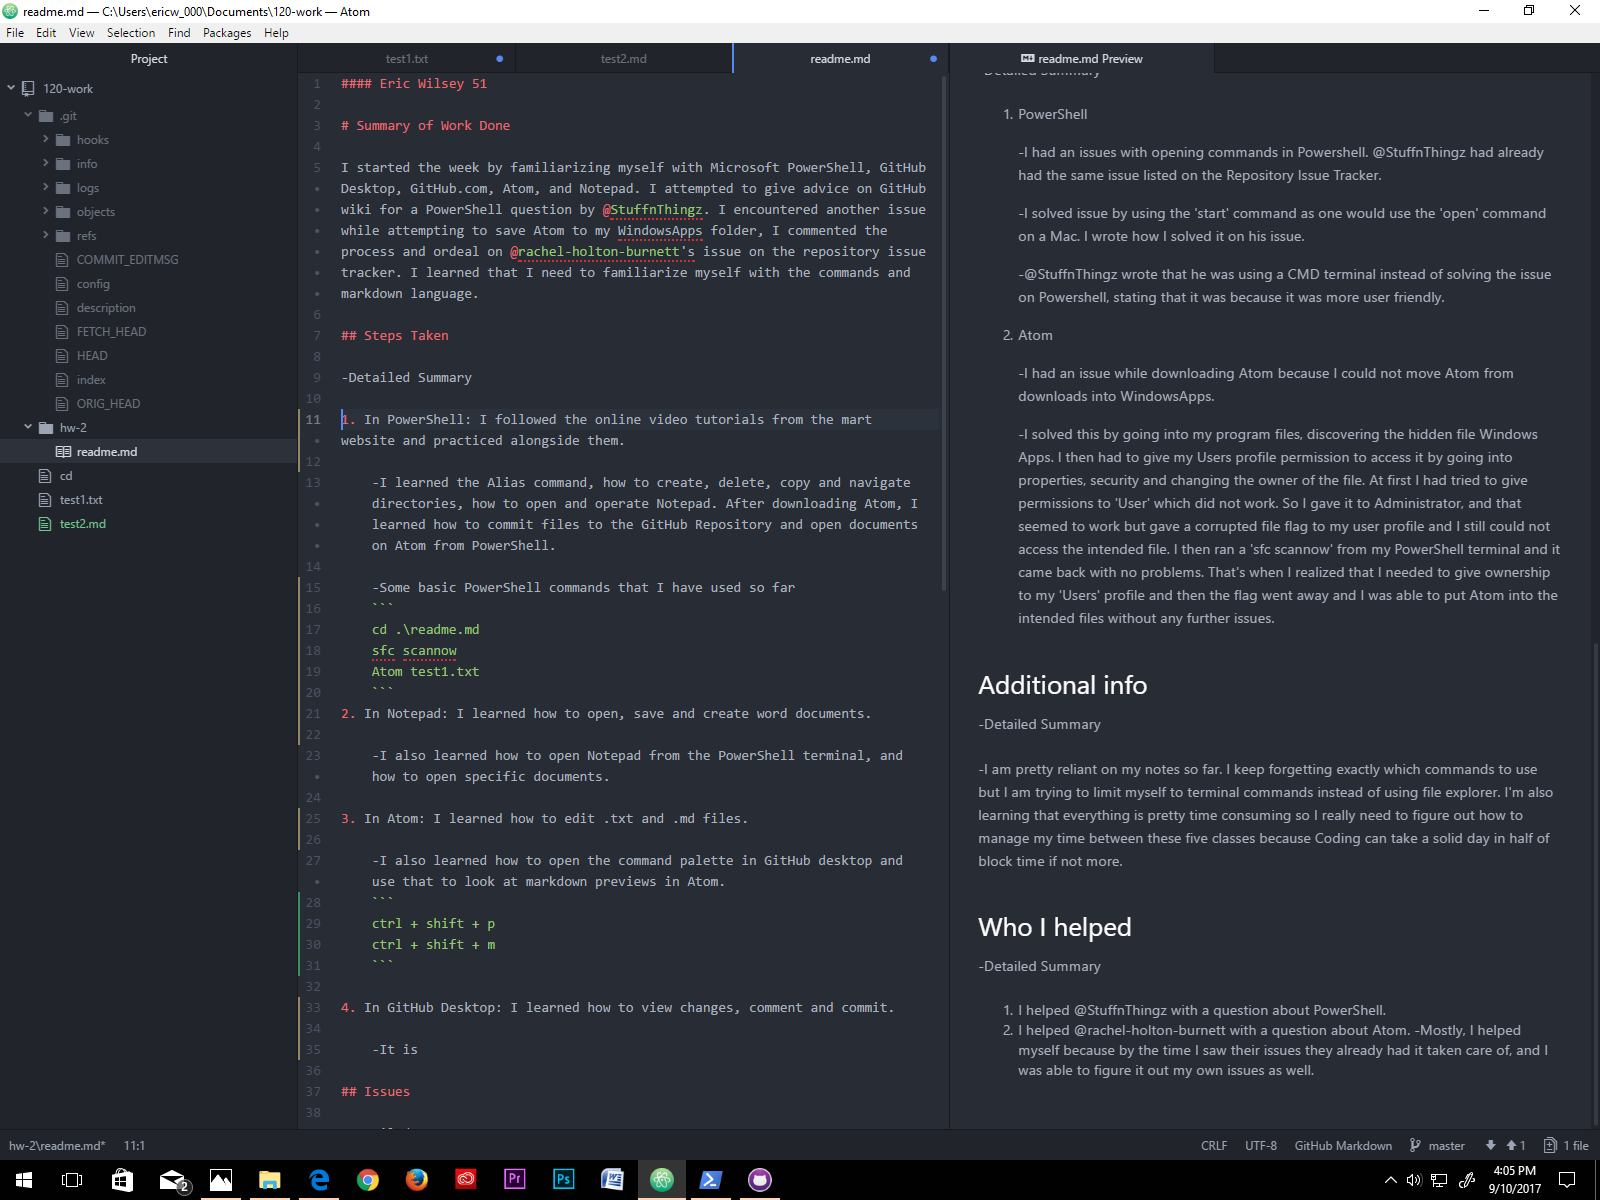 readme.md — C:\Users\ericw_000\Documents\120-work — Atom
File Edit View Selection Find Packages Help
Project
120-work
.git
hooks
info
logs
objects
refs
COMMIT_EDITMSG
config
description
FETCH_HEAD
HEAD
index
ORIG_HEAD
hw-2
readme.md
cd
test1.txt
test2.md
test1.txt test2.md readme.md readme.md Preview
1 #### Eric Wilsey 51
2
3 # Summary of Work Done
4
5 I started the week by familiarizing myself with Microsoft PowerShell, GitHub
Desktop, GitHub.com, Atom, and Notepad. I attempted to give advice on GitHub
wiki for a PowerShell question by @StuffnThingz. I encountered another issue
while attempting to save Atom to my WindowsApps folder, I commented the
process and ordeal on @rachel-holton-burnett's issue on the repository issue
tracker. I learned that I need to familiarize myself with the commands and
markdown language.
6
7 ## Steps Taken
8
9 -Detailed Summary
10
11 1. In PowerShell: I followed the online video tutorials from the mart
website and practiced alongside them.
12
13 -I learned the Alias command, how to create, delete, copy and navigate
directories, how to open and operate Notepad. After downloading Atom, I
learned how to commit files to the GitHub Repository and open documents
on Atom from PowerShell.
14
15 -Some basic PowerShell commands that I have used so far
16 ```
17 cd .\readme.md
18 sfc scannow
19 Atom test1.txt
20 ```
21 2. In Notepad: I learned how to open, save and create word documents.
22
23 -I also learned how to open Notepad from the PowerShell terminal, and
how to open specific documents.
24
25 3. In Atom: I learned how to edit .txt and .md files.
26
27 -I also learned how to open the command palette in GitHub desktop and
use that to look at markdown previews in Atom.
28 ```
29 ctrl + shift + p
30 ctrl + shift + m
31 ```
32
33 4. In GitHub Desktop: I learned how to view changes, comment and commit.
34
35 -It is
36
37 ## Issues
38
Detailed Summary
1. PowerShell
-I had an issues with opening commands in Powershell. @StuffnThingz had already
had the same issue listed on the Repository Issue Tracker.
-I solved issue by using the 'start' command as one would use the 'open' command
on a Mac. I wrote how I solved it on his issue.
-@StuffnThingz wrote that he was using a CMD terminal instead of solving the issue
on Powershell, stating that it was because it was more user friendly.
2. Atom
-I had an issue while downloading Atom because I could not move Atom from
downloads into WindowsApps.
-I solved this by going into my program files, discovering the hidden file Windows
Apps. I then had to give my Users profile permission to access it by going into
properties, security and changing the owner of the file. At first I had tried to give
permissions to 'User' which did not work. So I gave it to Administrator, and that
seemed to work but gave a corrupted file flag to my user profile and I still could not
access the intended file. I then ran a 'sfc scannow' from my PowerShell terminal and it
came back with no problems. That's when I realized that I needed to give ownership
to my 'Users' profile and then the flag went away and I was able to put Atom into the
intended files without any further issues.
Additional info
-Detailed Summary
-I am pretty reliant on my notes so far. I keep forgetting exactly which commands to use
but I am trying to limit myself to terminal commands instead of using file explorer. I'm also
learning that everything is pretty time consuming so I really need to figure out how to
manage my time between these five classes because Coding can take a solid day in half of
block time if not more.
Who I helped
-Detailed Summary
1. I helped @StuffnThingz with a question about PowerShell.
2. I helped @rachel-holton-burnett with a question about Atom. -Mostly, I helped
myself because by the time I saw their issues they already had it taken care of, and I
was able to figure it out my own issues as well.
hw-2\readme.md* 11:1 CRLF UTF-8 GitHub Markdown master 1 1 file
2 Pr Ps 4:05 PM
9/10/2017